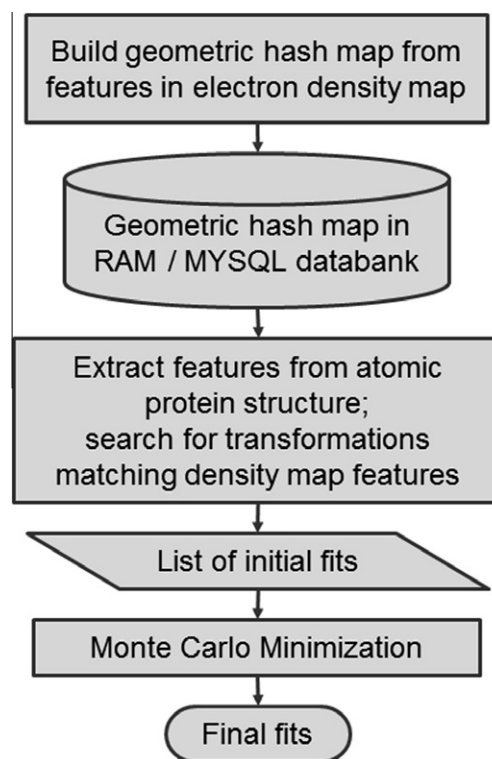 Build geometric hash map from
features in electron density map
Geometric hash map in
RAM / MYSQL databank
Extract features from atomic
protein structure;
search for transformations
matching density map features
List of initial fits
Monte Carlo Minimization
Final fits